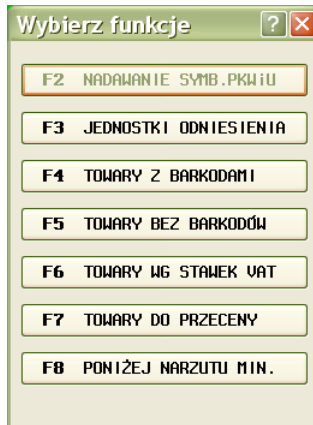 Wybierz funkcje ? X
F2 NADAWANIE SYMB.PKWiU
F3 JEDNOSTKI ODNIESIENIA
F4 TOWARY Z BARKODAMI
F5 TOWARY BEZ BARKODÓW
F6 TOWARY WG STAWEK VAT
F7 TOWARY DO PRZECENY
F8 PONIŻEJ NARZUTU MIN.